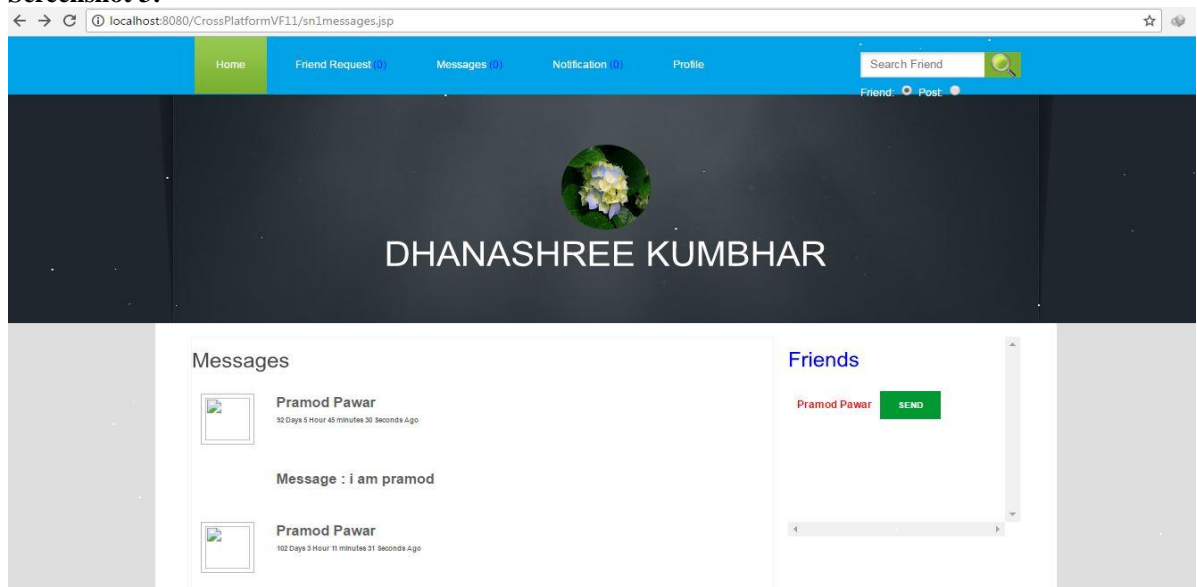 Screenshot 3:
localhost:8080/CrossPlatformVF11/sn1messages.jsp
Home Friend Request (0) Messages (0) Notification (0) Profile Search Friend
Friend: Post:
DHANASHREE KUMBHAR
Messages
Pramod Pawar
92 Days 5 Hour 45 minutes 30 Seconds Ago
Message : i am pramod
Pramod Pawar
102 Days 3 Hour 11 minutes 31 Seconds Ago
Friends
Pramod Pawar SEND